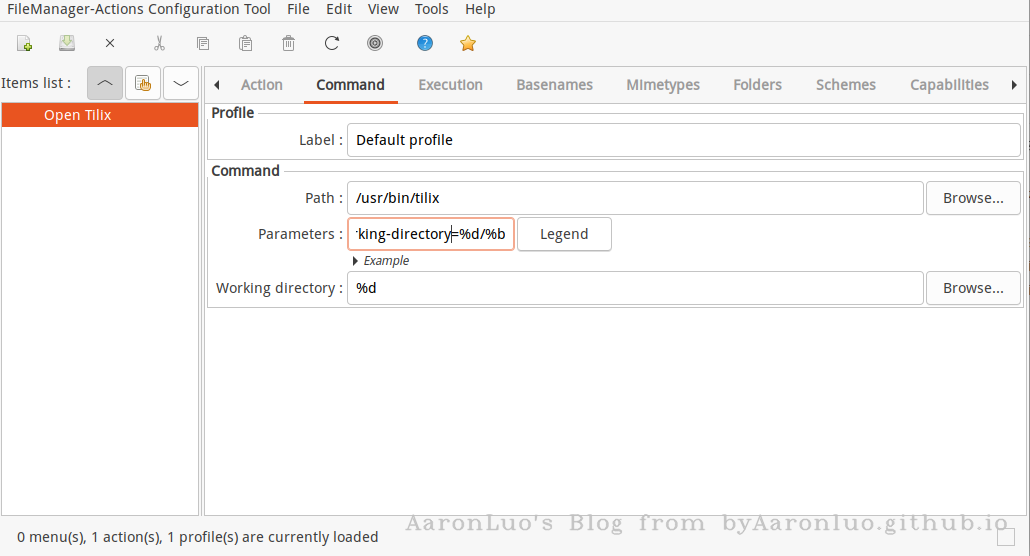 FileManager-Actions Configuration Tool File Edit View Tools Help
Items list :
Open Tilix
Action Command Execution Basenames Mimetypes Folders Schemes Capabilities
Profile
Label : Default profile
Command
Path : /usr/bin/tilix Browse...
Parameters : king-directory=%d/%b Legend
Example
Working directory : %d Browse...
AaronLuo's Blog from byAaronluo.github.io
0 menu(s), 1 action(s), 1 profile(s) are currently loaded